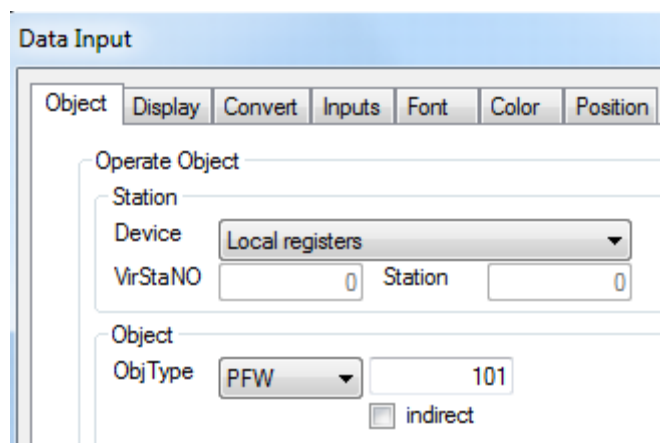 Data Input
Object Display Convert Inputs Font Color Position
Operate Object
Station
Device Local registers
VirStaNO 0 Station 0
Object
ObjType PFW 101
indirect